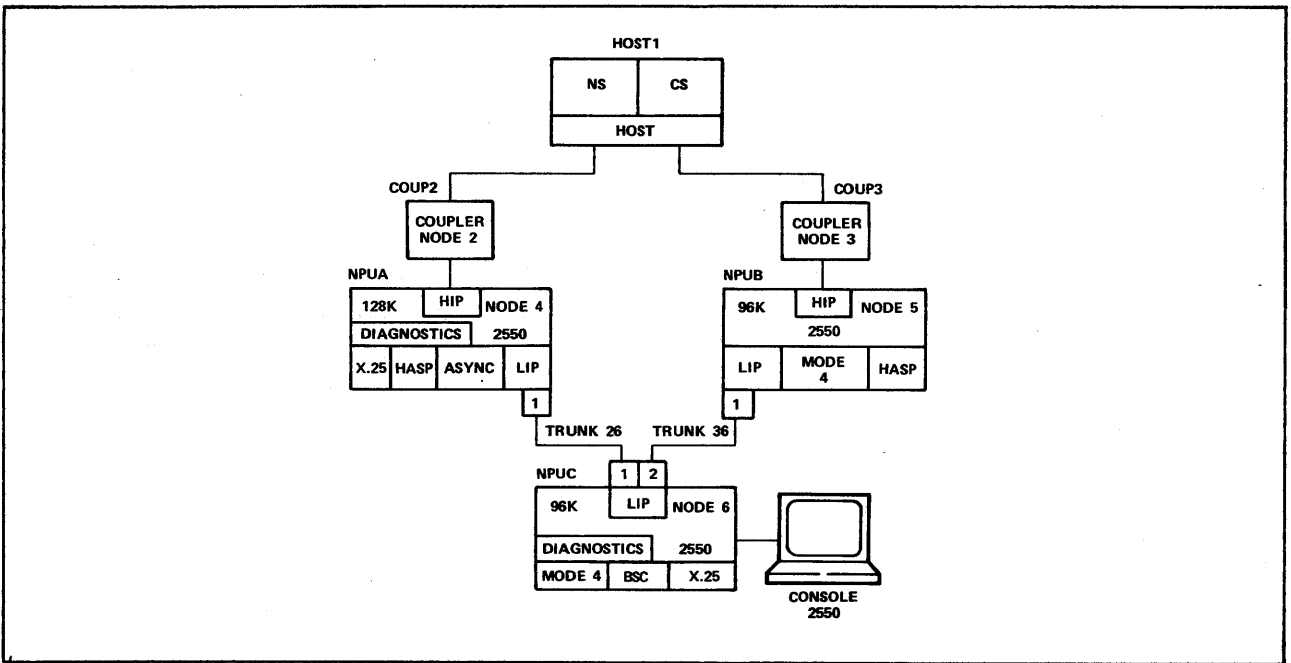 HOST1
NS CS
HOST
COUP2
COUPLER
NODE 2
COUP3
COUPLER
NODE 3
NPUA
128K HIP NODE 4
DIAGNOSTICS 2550
X.25 HASP ASYNC LIP
1
NPUB
96K HIP NODE 5
2550
LIP MODE 4 HASP
1
TRUNK 26 TRUNK 36
NPUC
1 2
96K LIP NODE 6
DIAGNOSTICS 2550
MODE 4 BSC X.25
CONSOLE
2550